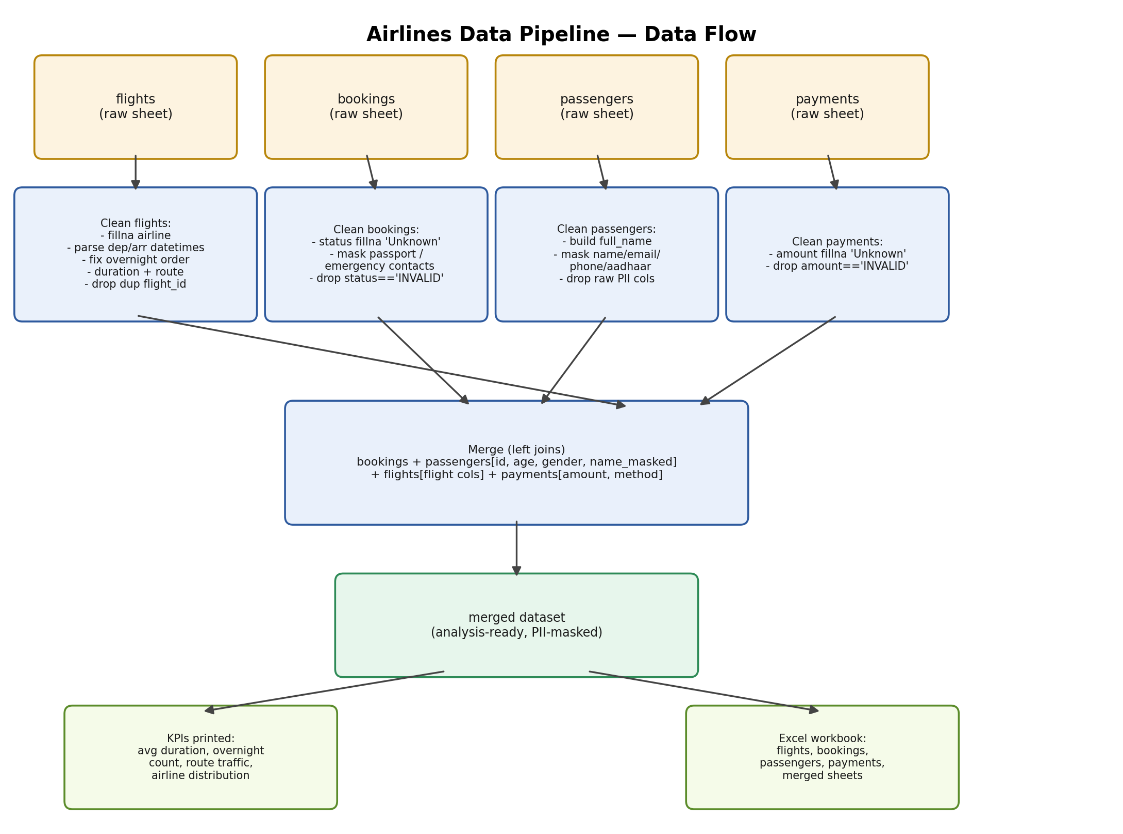 Airlines Data Pipeline — Data Flow
flights
(raw sheet)
bookings
(raw sheet)
passengers
(raw sheet)
payments
(raw sheet)
Clean flights:
- fillna airline
- parse dep/arr datetimes
- fix overnight order
- duration + route
- drop dup flight_id
Clean bookings:
- status fillna 'Unknown'
- mask passport /
emergency contacts
- drop status=='INVALID'
Clean passengers:
- build full_name
- mask name/email/
phone/aadhaar
- drop raw PII cols
Clean payments:
- amount fillna 'Unknown'
- drop amount=='INVALID'
Merge (left joins)
bookings + passengers[id, age, gender, name_masked]
+ flights[flight cols] + payments[amount, method]
merged dataset
(analysis-ready, PII-masked)
KPIs printed:
avg duration, overnight
count, route traffic,
airline distribution
Excel workbook:
flights, bookings,
passengers, payments,
merged sheets